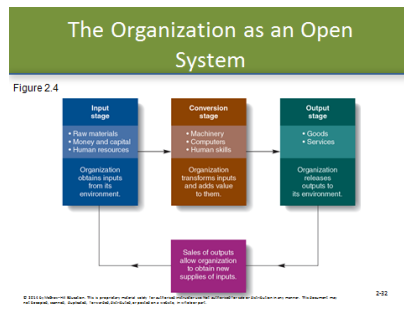 The Organization as an Open
System
Figure 2.4
Input
stage
• Raw materials
• Money and capital
• Human resources
Organization
obtains inputs
from its
environment.
Conversion
stage
• Machinery
• Computers
• Human skills
Organization
transforms inputs
and adds value
to them.
Output
stage
• Goods
• Services
Organization
releases
outputs to
its environment.
Sales of outputs
allow organization
to obtain new
supplies of inputs.
2-32